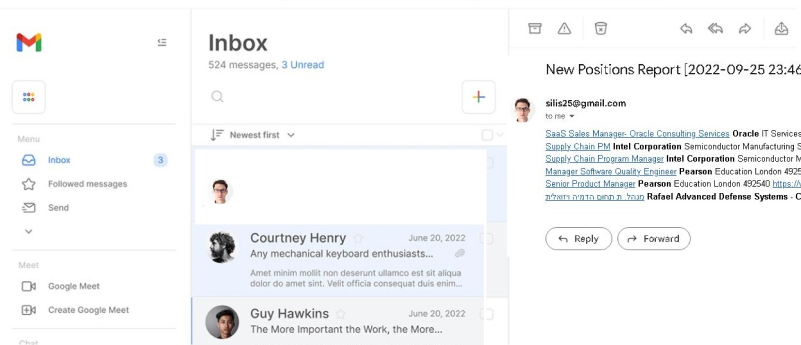 Menu
Inbox
3
Followed messages
Send
Meet
Google Meet
Create Google Meet
Chat
Inbox
524 messages, 3 Unread
Newest first
Courtney Henry
June 20, 2022
Any mechanical keyboard enthusiasts...
Amet minim mollit non deserunt ullamco est sit aliqua
dolor do amet sint. Velit officia consequat duis enim...
Guy Hawkins
June 20, 2022
The More Important the Work, the More...
New Positions Report [2022-09-25 23:46
silis25@gmail.com
to me
SaaS Sales Manager- Oracle Consulting Services Oracle IT Services
Supply Chain PM Intel Corporation Semiconductor Manufacturing S
Supply Chain Program Manager Intel Corporation Semiconductor M
Manager Software Quality Engineer Pearson Education London 4925
Senior Product Manager Pearson Education London 492540 https://
מנהל. ת תחום הדמיה ויזואלית Rafael Advanced Defense Systems - C
Reply
Forward